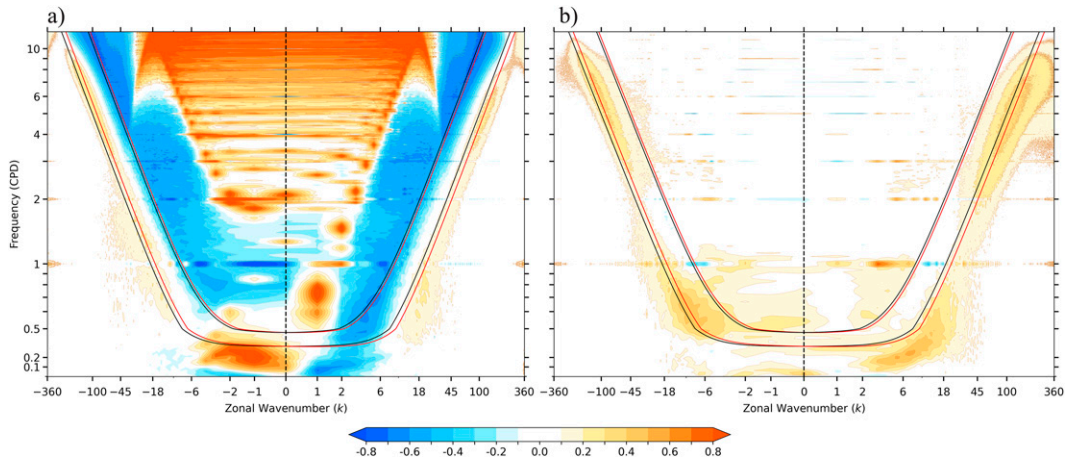 a)
b)
10
6
4
2
1
0.5
0.2
0.1
Frequency (CPD)
−360 −100 −45 −18 −6 −2 −1 0 1 2 6 18 45 100 360
−360 −100 −45 −18 −6 −2 −1 0 1 2 6 18 45 100 360
Zonal Wavenumber (k)
Zonal Wavenumber (k)
-0.8 -0.6 -0.4 -0.2 0.0 0.2 0.4 0.6 0.8